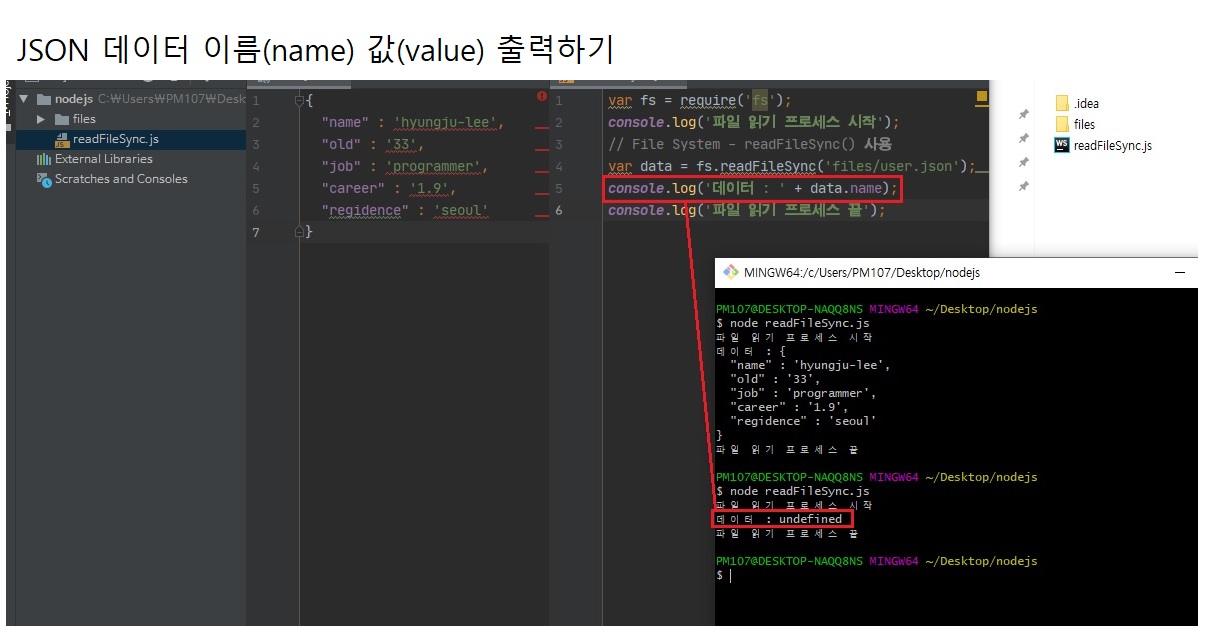 JSON 데이터 이름(name) 값(value) 출력하기
nodejs C:￦Users￦PM107￦Desk
files
readFileSync.js
External Libraries
Scratches and Consoles
1 {
2 "name" : 'hyungju-lee',
3 "old" : '33',
4 "job" : 'programmer',
5 "career" : '1.9',
6 "regidence" : 'seoul'
7 }
1 var fs = require('fs');
2 console.log('파일 읽기 프로세스 시작');
3 // File System - readFileSync() 사용
4 var data = fs.readFileSync('files/user.json');
5 console.log('데이터 : ' + data.name);
6 console.log('파일 읽기 프로세스 끝');
.idea
files
WS readFileSync.js
MINGW64:/c/Users/PM107/Desktop/nodejs
PM107@DESKTOP-NAQQ8NS MINGW64 ~/Desktop/nodejs
$ node readFileSync.js
파일 읽기 프로세스 시작
데이터 : {
"name" : 'hyungju-lee',
"old" : '33',
"job" : 'programmer',
"career" : '1.9',
"regidence" : 'seoul'
}
파일 읽기 프로세스 끝
PM107@DESKTOP-NAQQ8NS MINGW64 ~/Desktop/nodejs
$ node readFileSync.js
파일 읽기 프로세스 시작
데이터 : undefined
파일 읽기 프로세스 끝
PM107@DESKTOP-NAQQ8NS MINGW64 ~/Desktop/nodejs
$